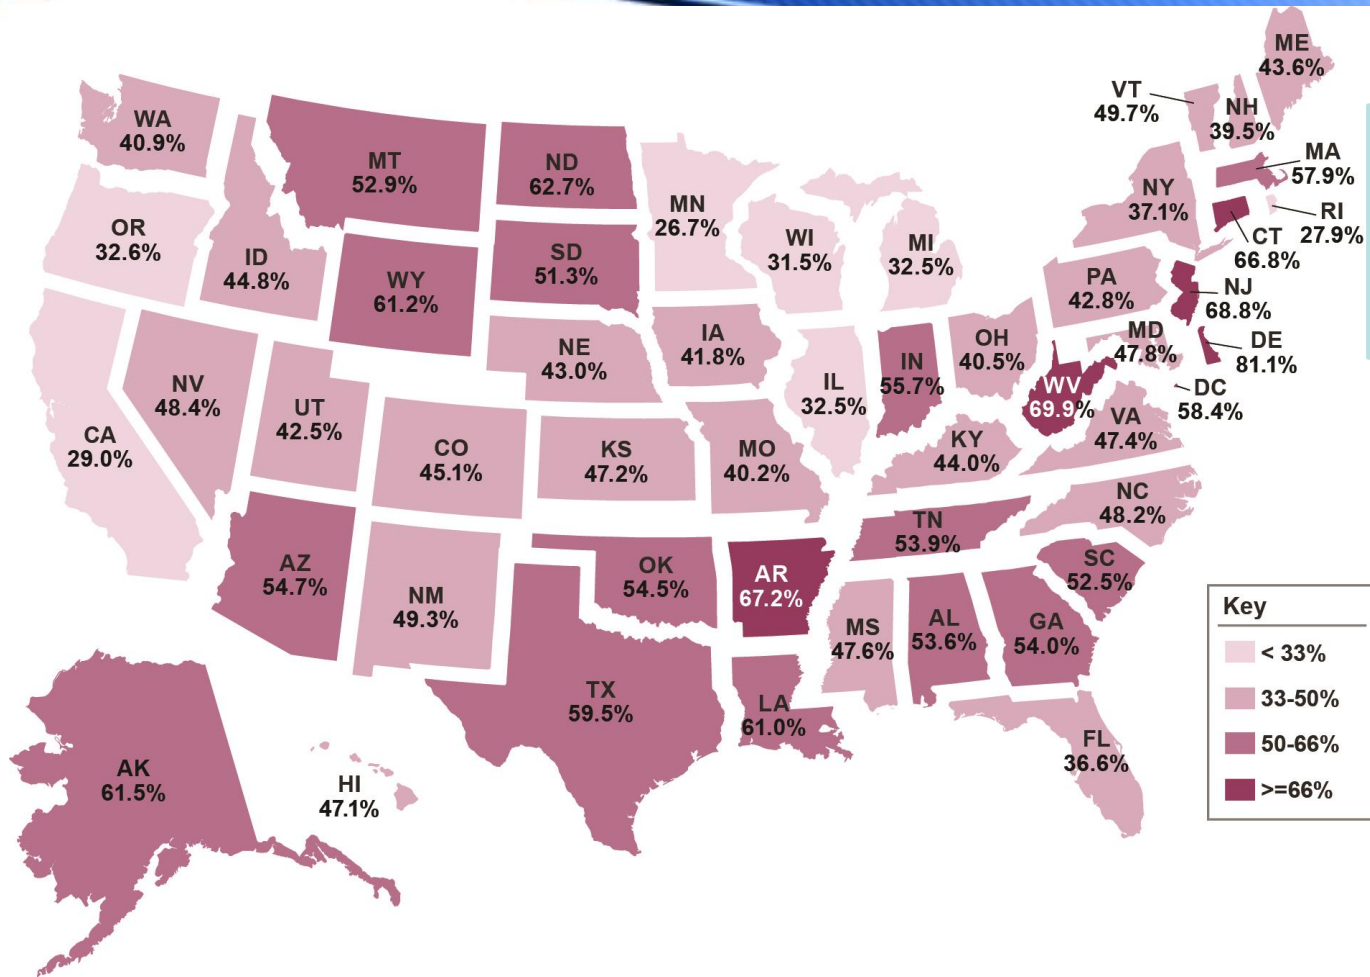 ME
43.6%
VT
49.7%
NH
39.5%
WA
40.9%
MT
52.9%
ND
62.7%
MA
57.9%
MN
26.7%
NY
37.1%
RI
27.9%
OR
32.6%
ID
44.8%
WY
61.2%
SD
51.3%
WI
31.5%
MI
32.5%
CT
66.8%
PA
42.8%
NJ
68.8%
NE
43.0%
IA
41.8%
OH
40.5%
MD
47.8%
DE
81.1%
NV
48.4%
UT
42.5%
IL
32.5%
IN
55.7%
WV
69.9%
DC
58.4%
CA
29.0%
CO
45.1%
KS
47.2%
MO
40.2%
KY
44.0%
VA
47.4%
NC
48.2%
TN
53.9%
AZ
54.7%
NM
49.3%
OK
54.5%
AR
67.2%
SC
52.5%
MS
47.6%
AL
53.6%
GA
54.0%
TX
59.5%
LA
61.0%
FL
36.6%
AK
61.5%
HI
47.1%
Key
< 33%
33-50%
50-66%
>=66%